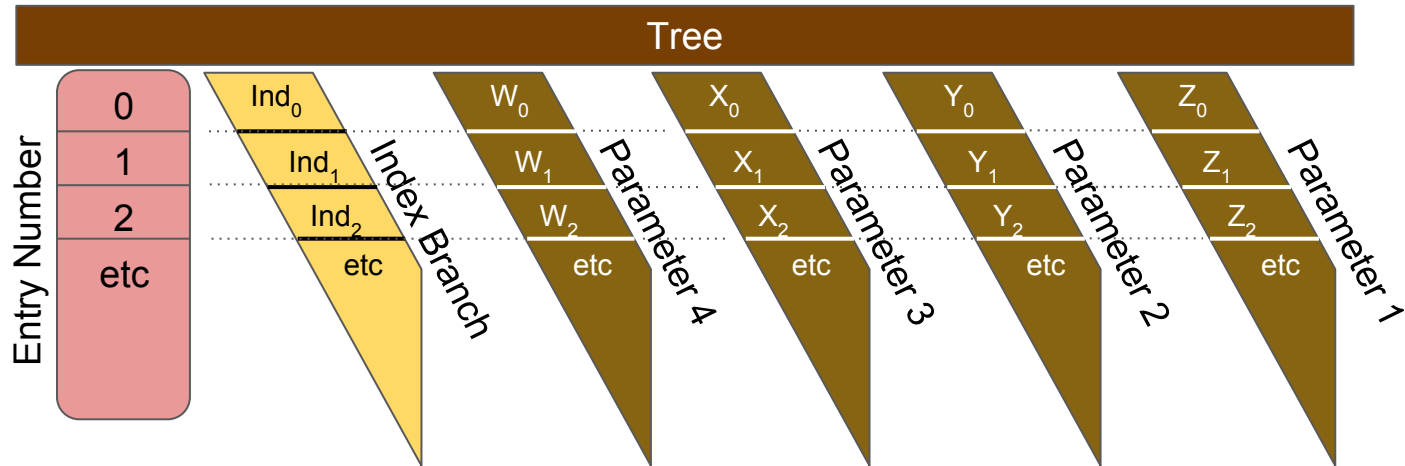 Tree
Entry Number
0
1
2
etc
Ind₀
Ind₁
Ind₂
etc
Index Branch
W₀
W₁
W₂
etc
Parameter 4
X₀
X₁
X₂
etc
Parameter 3
Y₀
Y₁
Y₂
etc
Parameter 2
Z₀
Z₁
Z₂
etc
Parameter 1